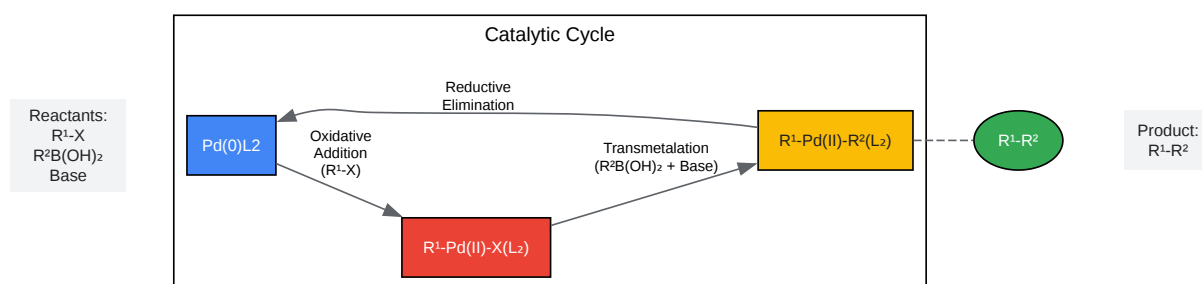 Catalytic Cycle
Reactants:
R¹-X
R²B(OH)₂
Base
Pd(0)L2
Oxidative
Addition
(R¹-X)
R¹-Pd(II)-X(L₂)
Reductive
Elimination
Transmetalation
(R²B(OH)₂ + Base)
R¹-Pd(II)-R²(L₂)
R¹-R²
Product:
R¹-R²